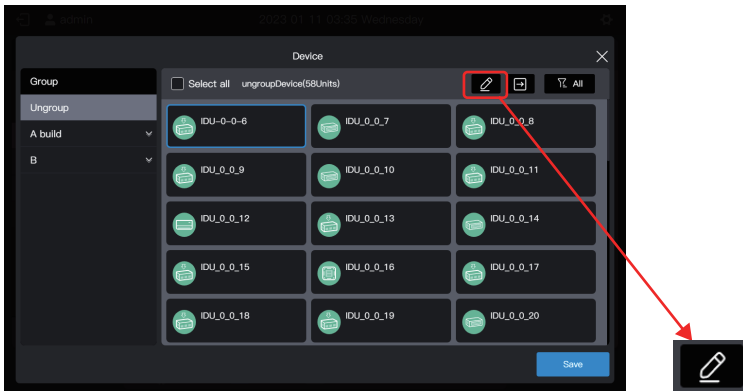 admin 2023-01-11 03:35 Wednesday
Device
Group
Select all ungroupDevice(58Units) All
Ungroup
A build
B
IDU-0-0-6 IDU_0_0_7 IDU_0_0_8
IDU_0_0_9 IDU_0_0_10 IDU_0_0_11
IDU_0_0_12 IDU_0_0_13 IDU_0_0_14
IDU_0_0_15 IDU_0_0_16 IDU_0_0_17
IDU_0_0_18 IDU_0_0_19 IDU_0_0_20
Save